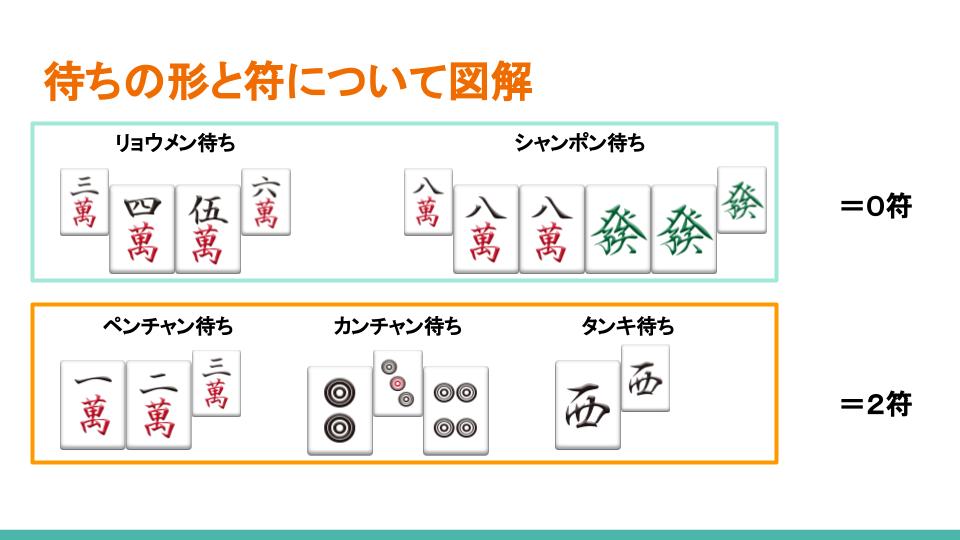 待ちの形と符について図解
リョウメン待ち
三萬 四萬 伍萬 六萬
シャンポン待ち
八萬 八萬 八萬 發 發 發
＝0符
ペンチャン待ち
一萬 二萬 三萬
カンチャン待ち
タンキ待ち
西 西
＝2符